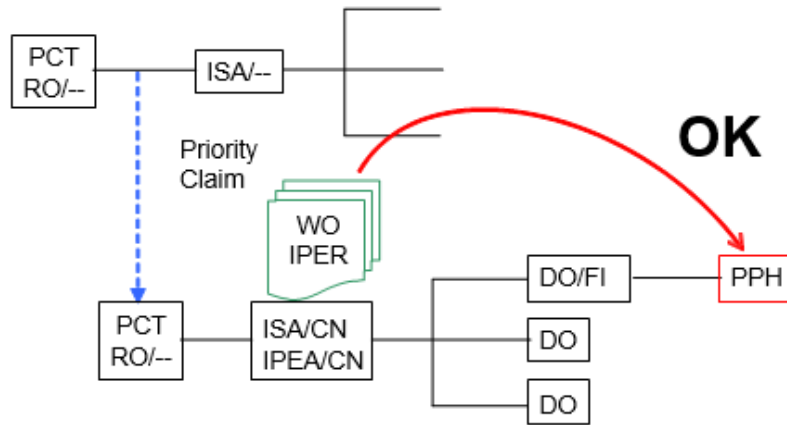 PCT
RO/--
ISA/--
OK
Priority
Claim
WO
IPER
DO/FI
PPH
PCT
RO/--
ISA/CN
IPEA/CN
DO
DO